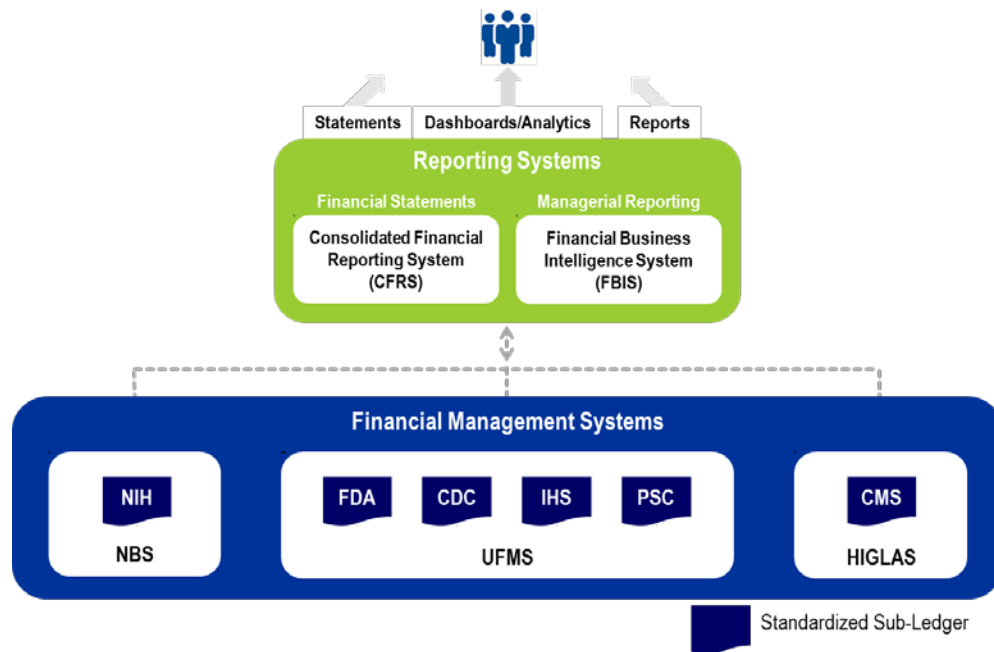 Statements
Dashboards/Analytics
Reports
Reporting Systems
Financial Statements
Managerial Reporting
Consolidated Financial
Reporting System
(CFRS)
Financial Business
Intelligence System
(FBIS)
Financial Management Systems
NIH
NBS
FDA
CDC
IHS
PSC
UFMS
CMS
HIGLAS
Standardized Sub-Ledger